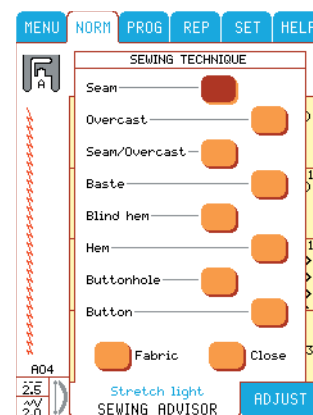 MENU NORM PROG REP SET HELP
SEWING TECHNIQUE
A
Seam
Overcast
Seam/Overcast
Baste
Blind hem
Hem
Buttonhole
Button
Fabric Close
A04
2.5
2.0
Stretch light
SEWING ADVISOR
ADJUST